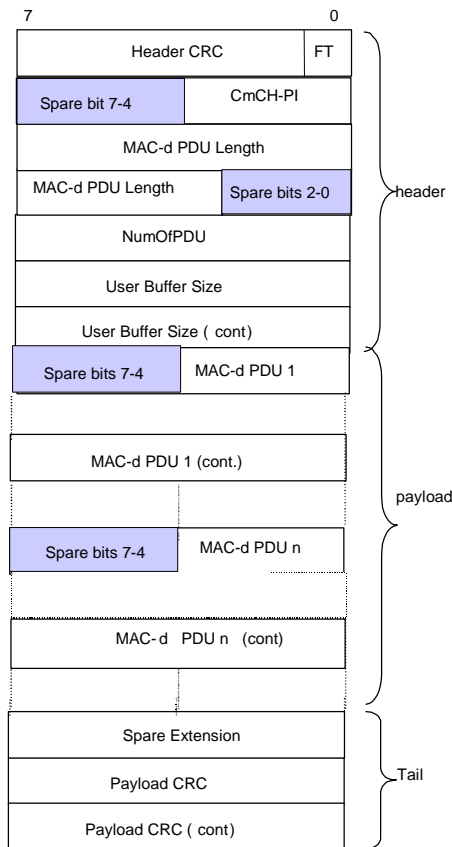 7 0
Header CRC FT
Spare bit 7-4 CmCH-PI
MAC-d PDU Length
MAC-d PDU Length Spare bits 2-0
header
NumOfPDU
User Buffer Size
User Buffer Size ( cont)
Spare bits 7-4 MAC-d PDU 1
MAC-d PDU 1 (cont.)
payload
Spare bits 7-4 MAC-d PDU n
MAC- d PDU n (cont)
Spare Extension
Payload CRC
Tail
Payload CRC ( cont)